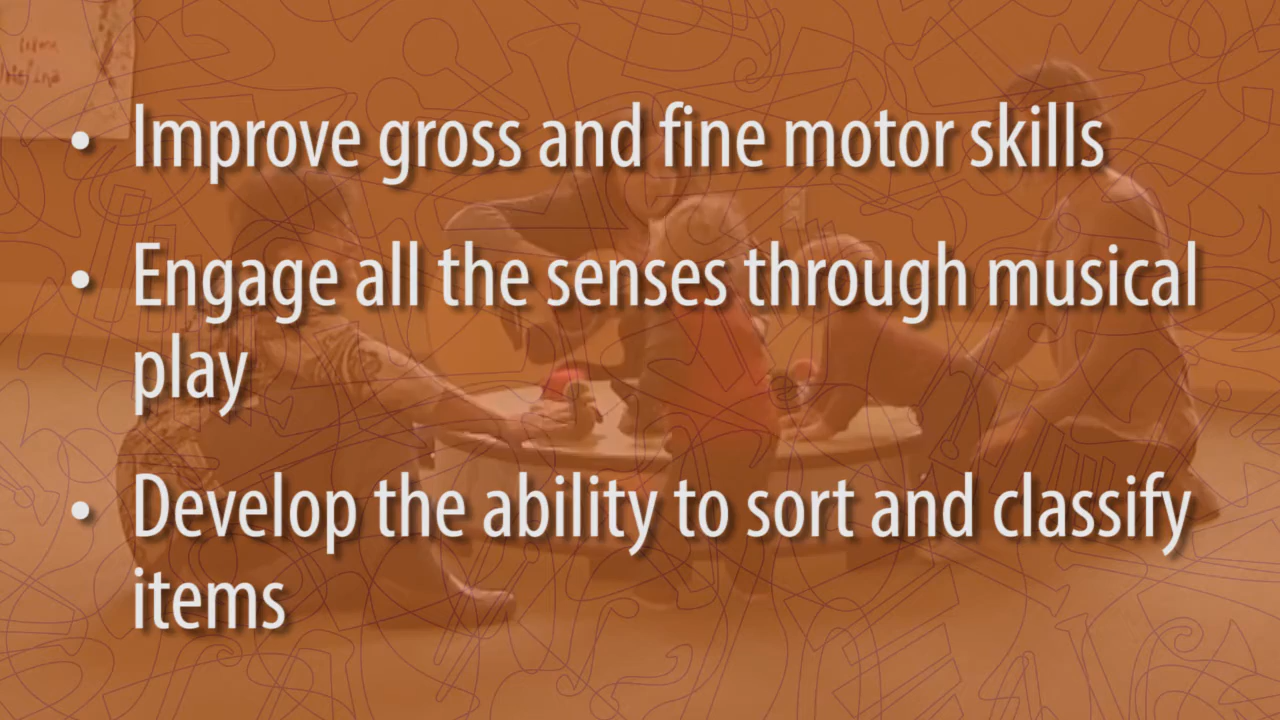 • Improve gross and fine motor skills
• Engage all the senses through musical
play
• Develop the ability to sort and classify
items